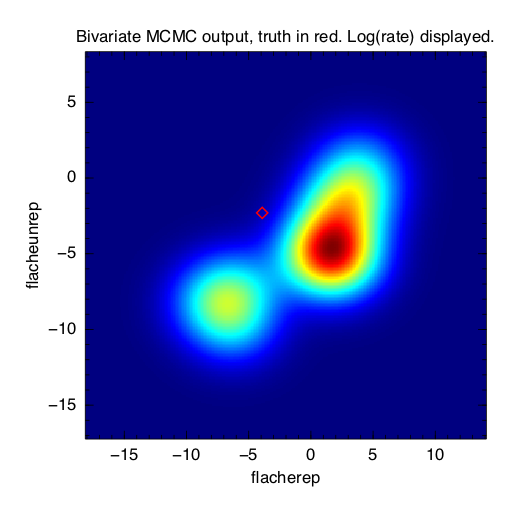 Bivariate MCMC output, truth in red. Log(rate) displayed.
5
0
−5
−10
−15
flacheunrep
−15 −10 −5 0 5 10
flacherep